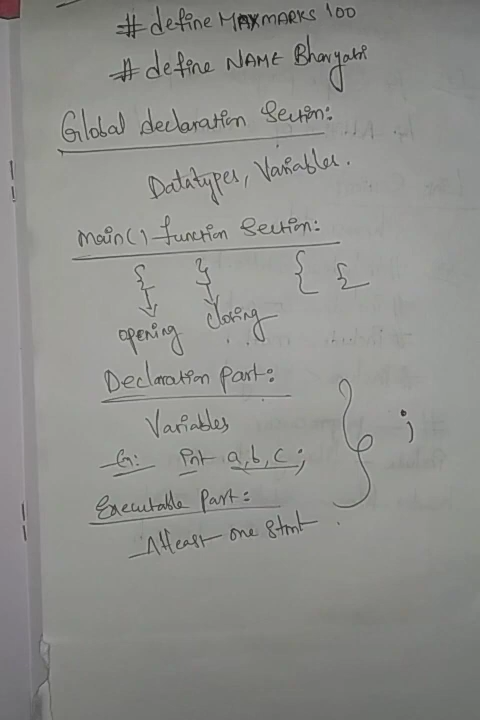 # define MAXMARKS 100
# define NAME Bhavyasri
Global declaration Section:
Datatypes, Variables.
main() function Section:
{ } { {
opening closing
Declaration part:
Variables
Eg: int a,b,c;
;
Executable Part:
Atleast one stmt.